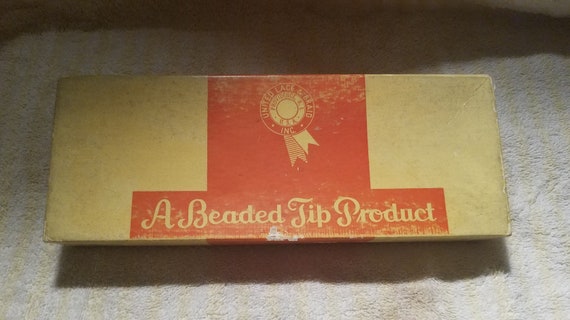 UNITED LACE & BRAID
INC.
A Beaded Tip Product